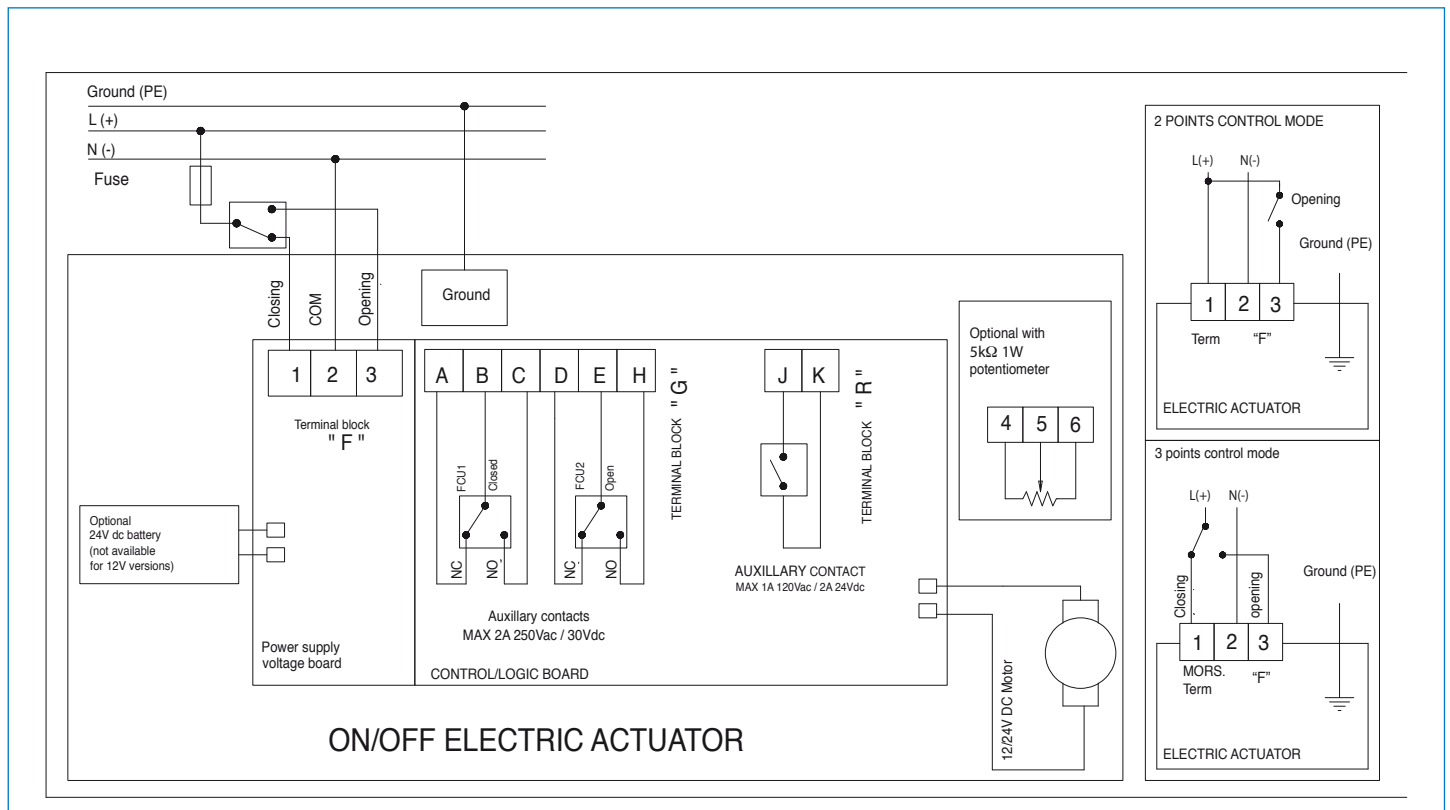 Ground (PE)
L (+)
N (-)
Fuse
Closing
COM
Opening
Ground
1 2 3
Terminal block
" F "
A B C D E H
TERMINAL BLOCK " G "
FCU1
Closed
FCU2
Open
NC
NO
NC
NO
Auxillary contacts
MAX 2A 250Vac / 30Vdc
J K
TERMINAL BLOCK " R "
AUXILLARY CONTACT
MAX 1A 120Vac / 2A 24Vdc
Optional with
5kΩ 1W
potentiometer
4 5 6
Optional
24V dc battery
(not available
for 12V versions)
Power supply
voltage board
CONTROL/LOGIC BOARD
12/24V DC Motor
ON/OFF ELECTRIC ACTUATOR
2 POINTS CONTROL MODE
L(+) N(-)
Opening
Ground (PE)
1 2 3
Term “F”
ELECTRIC ACTUATOR
3 points control mode
L(+) N(-)
Closing
opening
Ground (PE)
1 2 3
MORS.
Term
“F”
ELECTRIC ACTUATOR